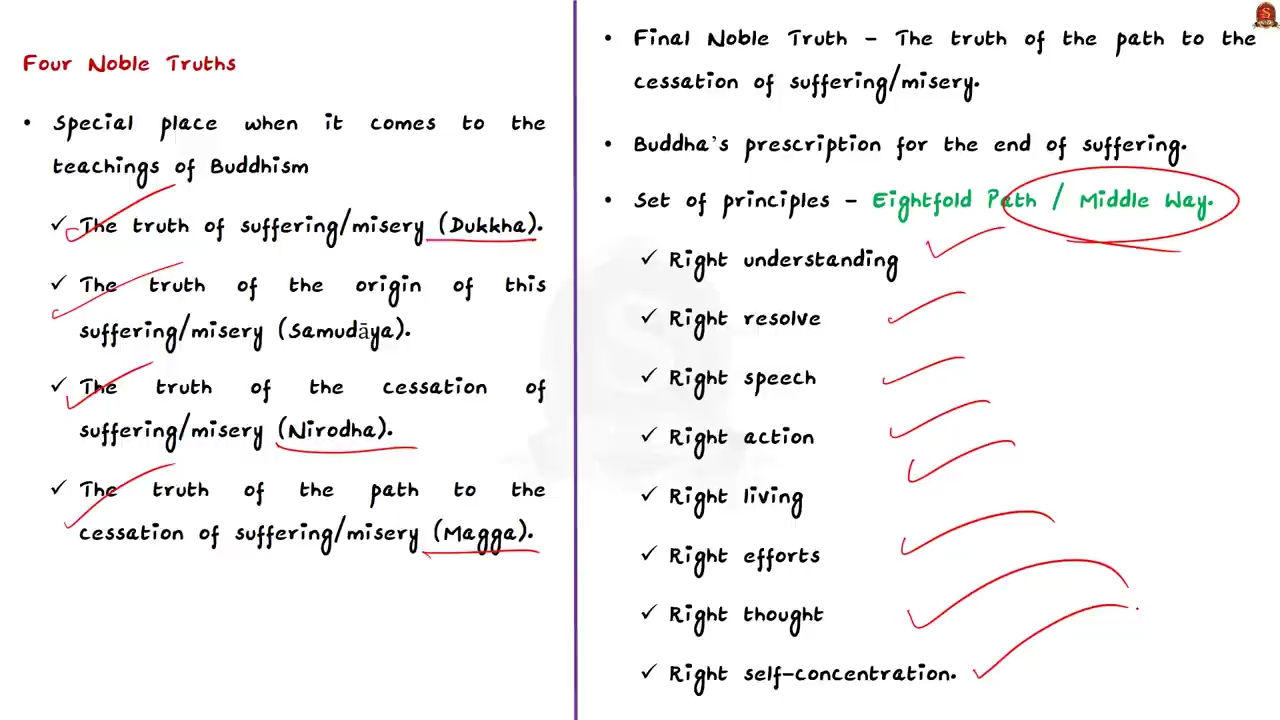 Four Noble Truths
• Special place when it comes to the
teachings of Buddhism
✓ The truth of suffering/misery (Dukkha).
✓ The truth of the origin of this
suffering/misery (Samudāya).
✓ The truth of the cessation of
suffering/misery (Nirodha).
✓ The truth of the path to the
cessation of suffering/misery (Magga).
• Final Noble Truth – The truth of the path to the
cessation of suffering/misery.
• Buddha's prescription for the end of suffering.
• Set of principles – Eightfold Path / Middle Way.
✓ Right understanding
✓ Right resolve
✓ Right speech
✓ Right action
✓ Right living
✓ Right efforts
✓ Right thought
✓ Right self-concentration.